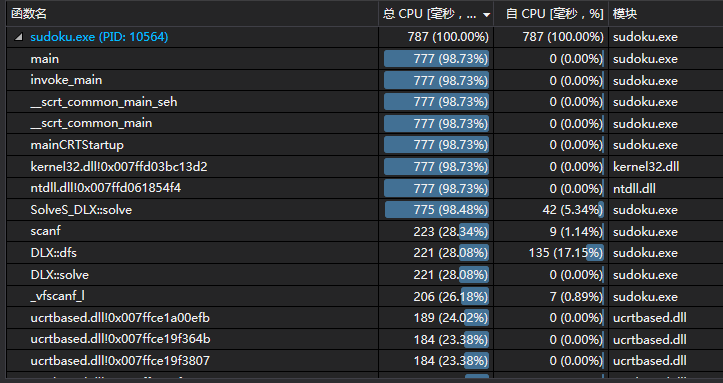 函数名 总 CPU [毫秒，... 自 CPU [毫秒，%] 模块
sudoku.exe (PID: 10564) 787 (100.00%) 787 (100.00%) sudoku.exe
main 777 (98.73%) 0 (0.00%) sudoku.exe
invoke_main 777 (98.73%) 0 (0.00%) sudoku.exe
__scrt_common_main_seh 777 (98.73%) 0 (0.00%) sudoku.exe
__scrt_common_main 777 (98.73%) 0 (0.00%) sudoku.exe
mainCRTStartup 777 (98.73%) 0 (0.00%) sudoku.exe
kernel32.dll!0x007ffd03bc13d2 777 (98.73%) 0 (0.00%) kernel32.dll
ntdll.dll!0x007ffd061854f4 777 (98.73%) 0 (0.00%) ntdll.dll
SolveS_DLX::solve 775 (98.48%) 42 (5.34%) sudoku.exe
scanf 223 (28.34%) 9 (1.14%) sudoku.exe
DLX::dfs 221 (28.08%) 135 (17.15%) sudoku.exe
DLX::solve 221 (28.08%) 0 (0.00%) sudoku.exe
_vfscanf_l 206 (26.18%) 7 (0.89%) sudoku.exe
ucrtbased.dll!0x007ffce1a00efb 189 (24.02%) 0 (0.00%) ucrtbased.dll
ucrtbased.dll!0x007ffce19f364b 184 (23.38%) 0 (0.00%) ucrtbased.dll
ucrtbased.dll!0x007ffce19f3807 184 (23.38%) 0 (0.00%) ucrtbased.dll